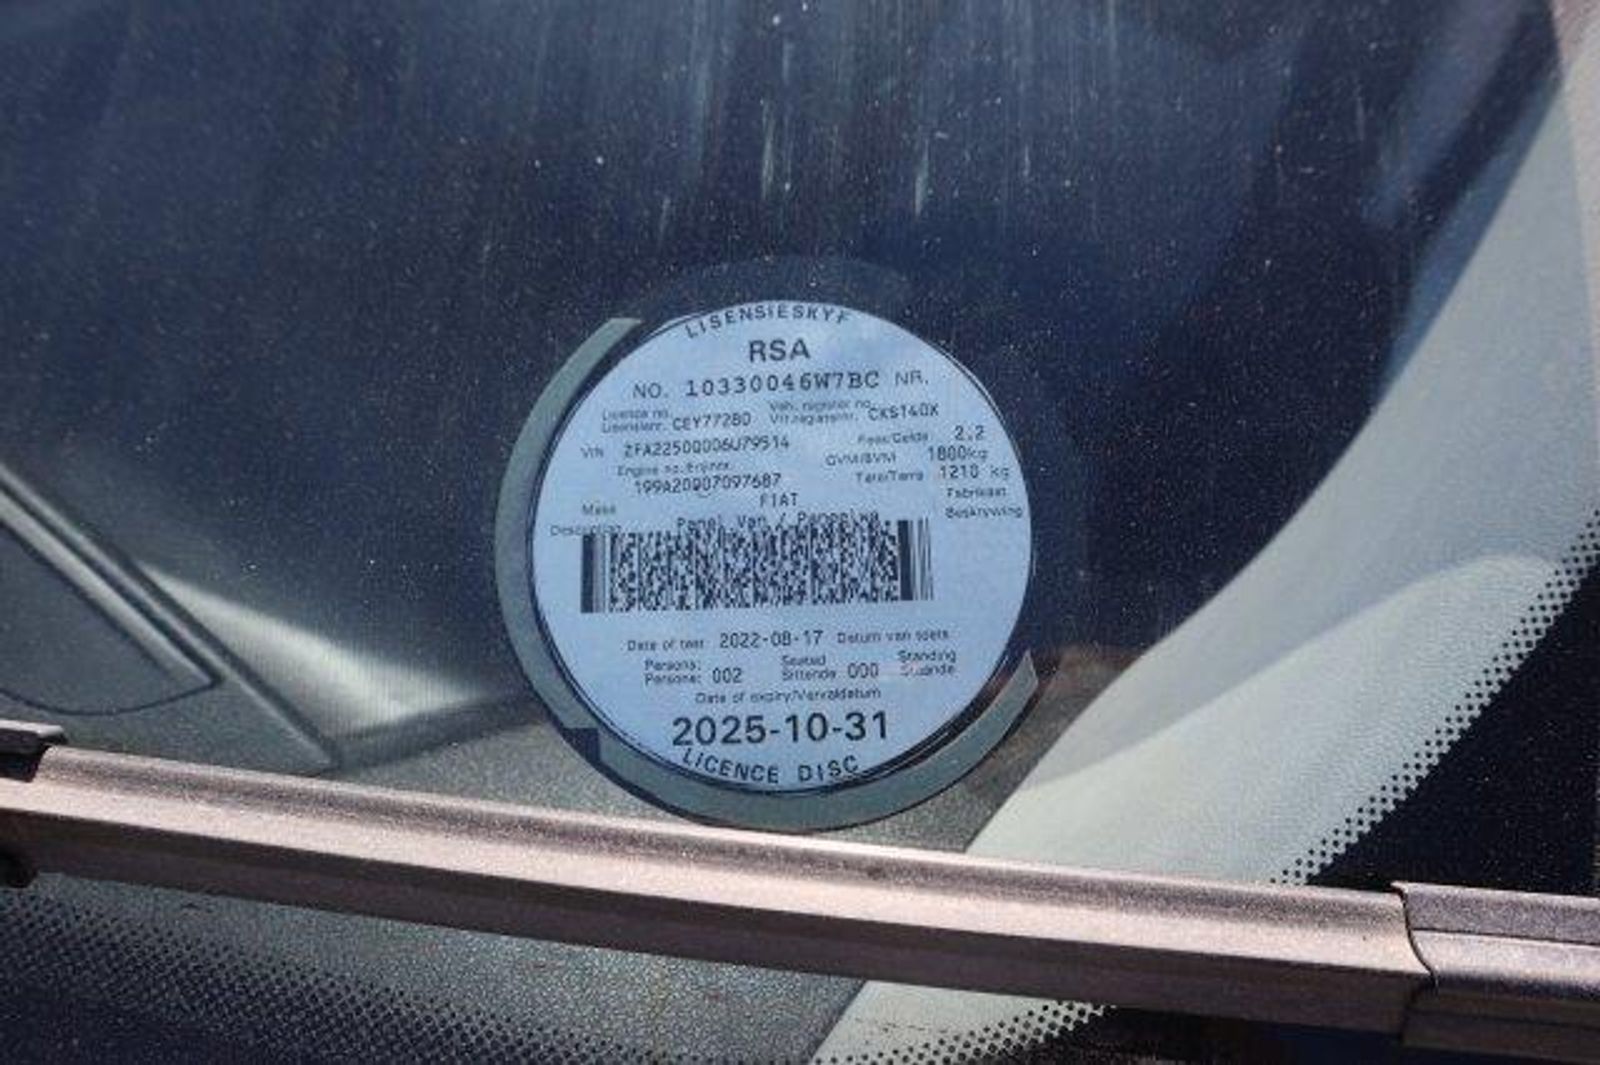 LISENSIESKYF
RSA
NO. 10330046W7BC NR.
Licence no. Veh. register no.
Lisensienr. CEY77280 Vrt.registernr. CXS140X
VIN ZFA22500006U79514 Fees/Gelde 2.2
GVM/BVM 1800kg
Engine no./Enjinnr. Tare/Tarra 1210 kg
199A20007097687
Make FIAT Fabrikaat
Description Panel Van / Paneelwa Beskrywing
Date of test 2022-08-17 Datum van toets
Persons: Seated Standing
Persone: 002 Sittende 000 Staande
Date of expiry/Vervaldatum
2025-10-31
LICENCE DISC